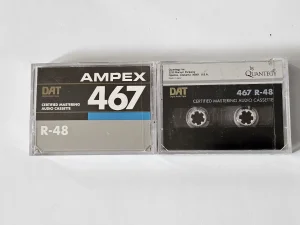 AMPEX
DAT
467
CERTIFIED MASTERING
AUDIO CASSETTE
R-48
QUANTEGY
DAT
467 R-48
CERTIFIED MASTERING AUDIO CASSETTE